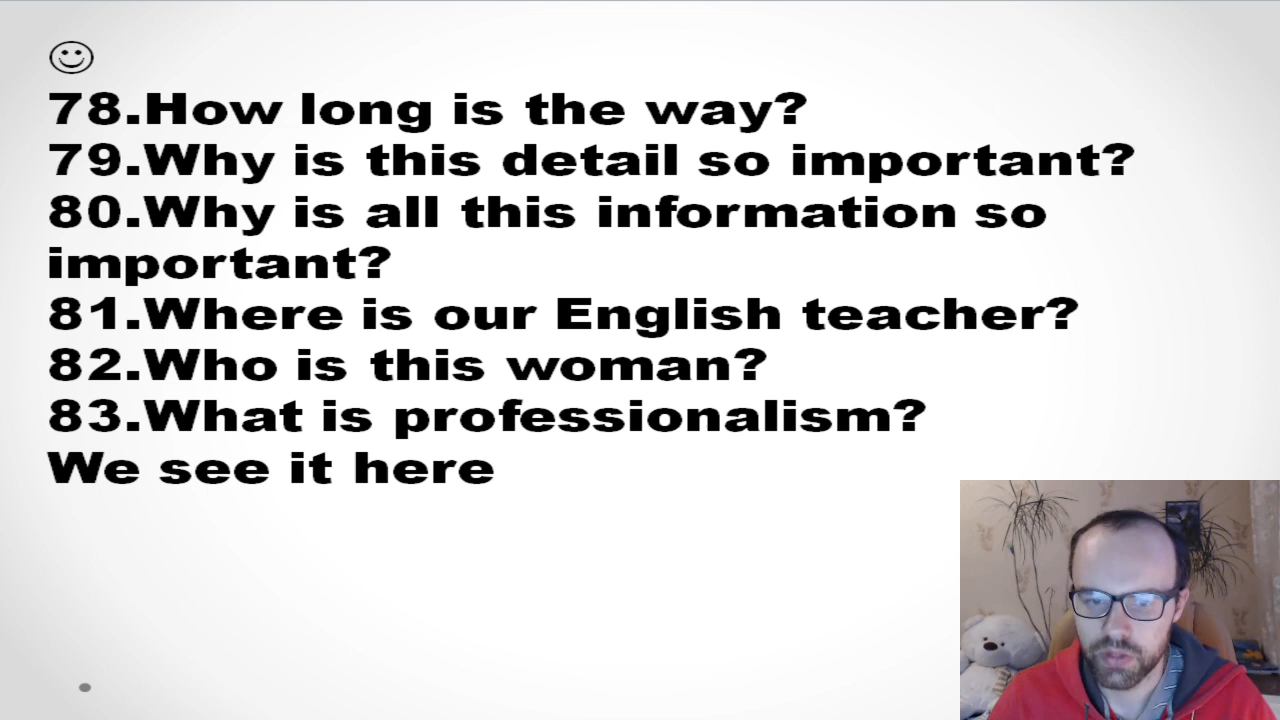 78.How long is the way?
79.Why is this detail so important?
80.Why is all this information so
important?
81.Where is our English teacher?
82.Who is this woman?
83.What is professionalism?
We see it here